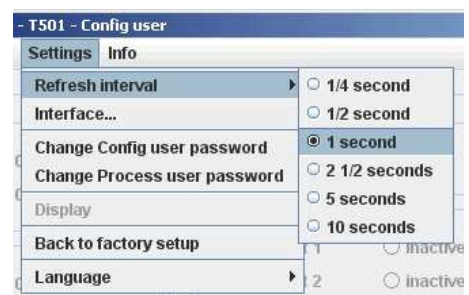 - T501 - Config user
Settings Info
Refresh interval
Interface...
Change Config user password
Change Process user password
Display
Back to factory setup
Language
1/4 second
1/2 second
1 second
2 1/2 seconds
5 seconds
10 seconds
1 inactive
2 inactive